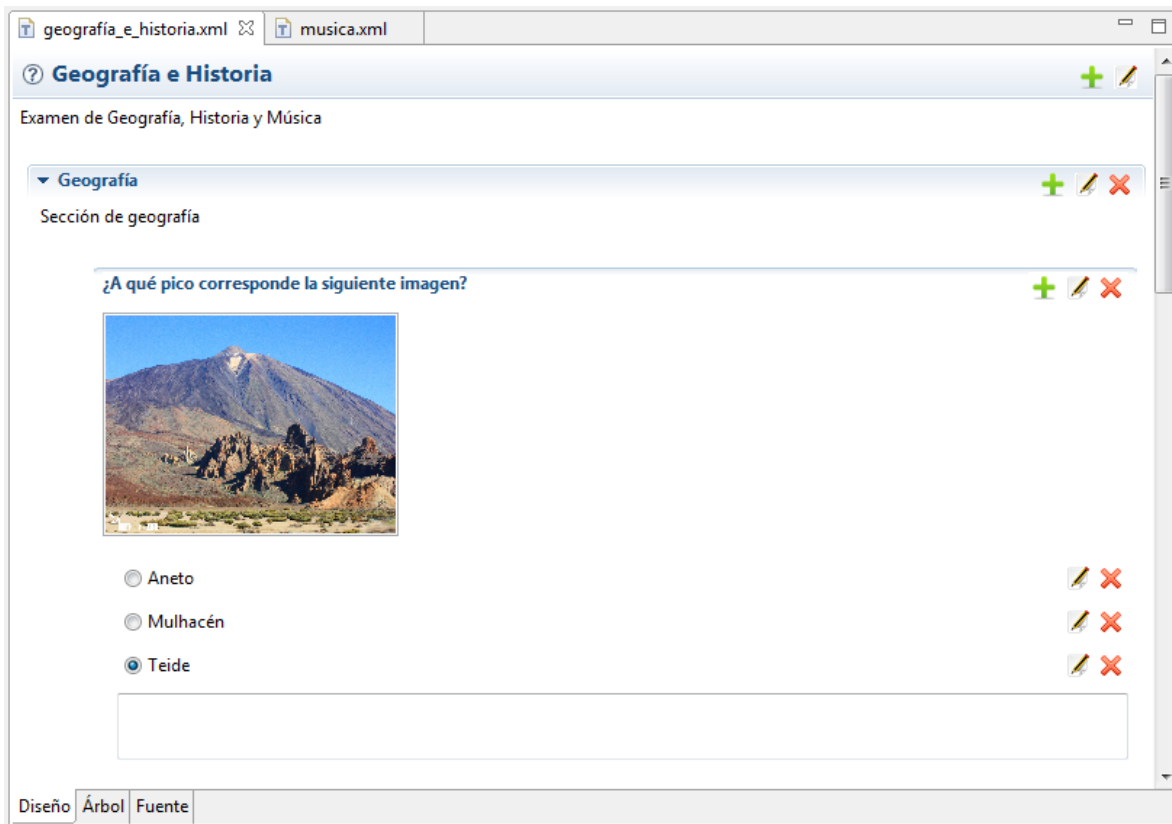 geografía_e_historia.xml musica.xml
Geografía e Historia
Examen de Geografía, Historia y Música
Geografía
Sección de geografía
¿A qué pico corresponde la siguiente imagen?
Aneto
Mulhacén
Teide
Diseño Árbol Fuente